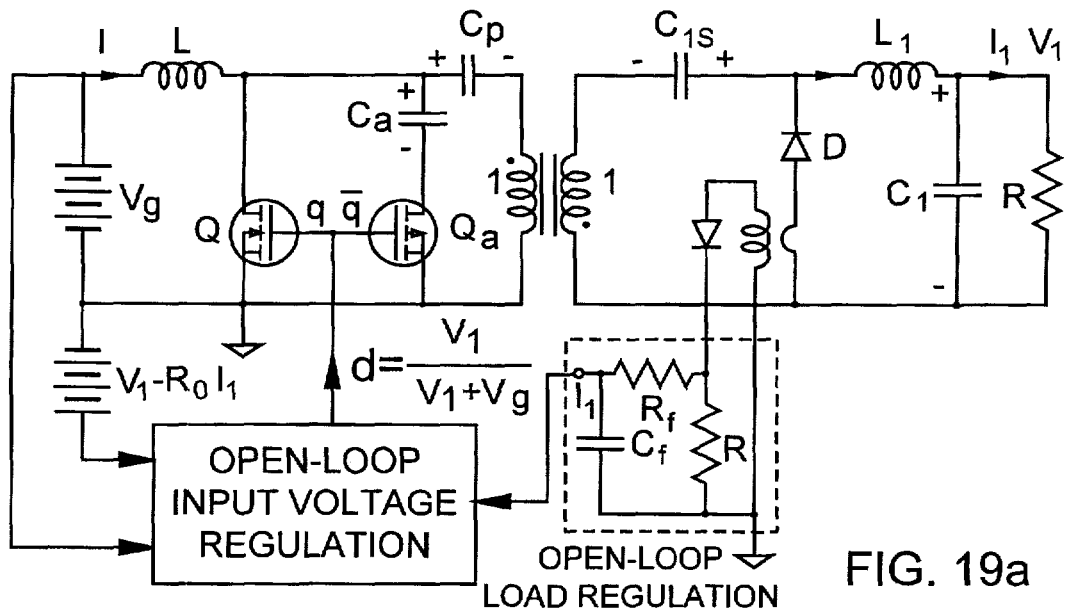 I L Cp C1S L1 I1 V1
+ - - + +
Ca + -
Vg Q q q̄ Qa 1 1 D C1 R
-
V1-R0 I1
d= V1
V1+Vg
I1 Rf
Cf R
OPEN-LOOP
INPUT VOLTAGE
REGULATION
OPEN-LOOP
LOAD REGULATION
FIG. 19a